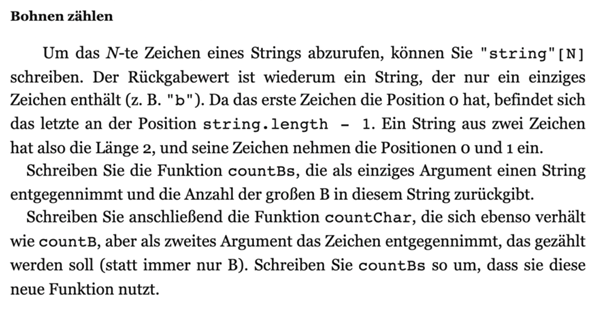 Bohnen zählen
Um das N-te Zeichen eines Strings abzurufen, können Sie "string"[N]
schreiben. Der Rückgabewert ist wiederum ein String, der nur ein einziges
Zeichen enthält (z. B. "b"). Da das erste Zeichen die Position 0 hat, befindet sich
das letzte an der Position string.length - 1. Ein String aus zwei Zeichen
hat also die Länge 2, und seine Zeichen nehmen die Positionen 0 und 1 ein.
Schreiben Sie die Funktion countBs, die als einziges Argument einen String
entgegennimmt und die Anzahl der großen B in diesem String zurückgibt.
Schreiben Sie anschließend die Funktion countChar, die sich ebenso verhält
wie countB, aber als zweites Argument das Zeichen entgegennimmt, das gezählt
werden soll (statt immer nur B). Schreiben Sie countBs so um, dass sie diese
neue Funktion nutzt.